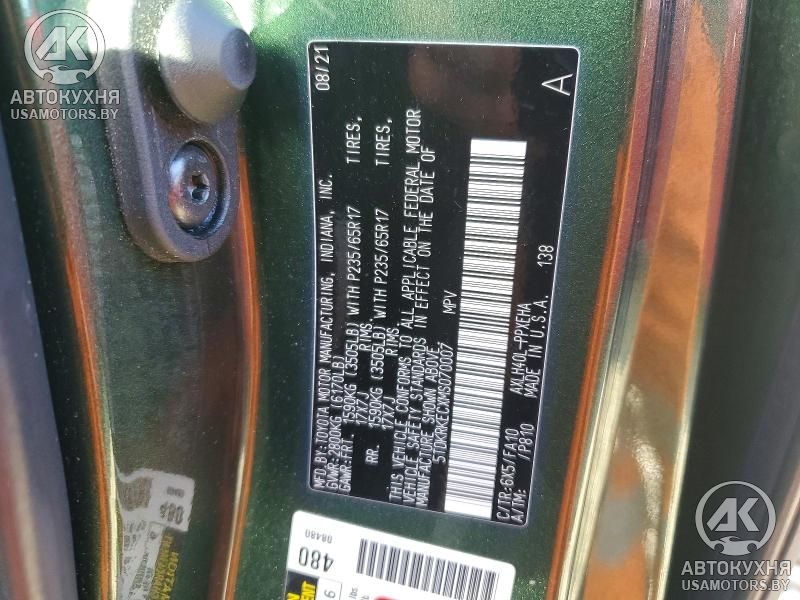 АВТОКУХНЯ
USAMOTORS.BY
08/21
MFD.BY:TOYOTA MOTOR MANUFACTURING, INDIANA, INC.
GVWR:2800KG (6170LB)
GAWR:FRT. 1590KG (3505LB) WITH P235/65R17 TIRES,
17X7J RIMS,
RR. 1590KG (3505LB) WITH P235/65R17 TIRES,
17X7J RIMS,
THIS VEHICLE CONFORMS TO ALL APPLICABLE FEDERAL MOTOR
VEHICLE SAFETY STANDARDS IN EFFECT ON THE DATE OF
MANUFACTURE SHOWN ABOVE.
5TDKRKECXMS070007 MPV
C/TR:6X5/FA10 AXLH40L-PPXEHA
A/TM: /P810 MADE IN U.S.A. 138
A
480
08480
АВТОКУХНЯ
USAMOTORS.BY